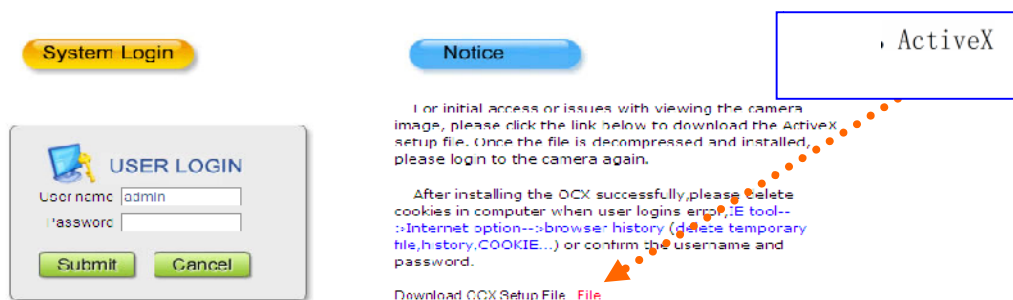 System Login
Notice
, ActiveX
For initial access or issues with viewing the camera
image, please click the link below to download the ActiveX
setup file. Once the file is decompressed and installed,
please login to the camera again.
After installing the OCX successfully,please delete
cookies in computer when user logins error,IE tool--
>Internet option-->browser history (delete temporary
file,history,COOKIE...) or confirm the username and
password.
Download OCX Setup File File
USER LOGIN
User name admin
Password
Submit Cancel